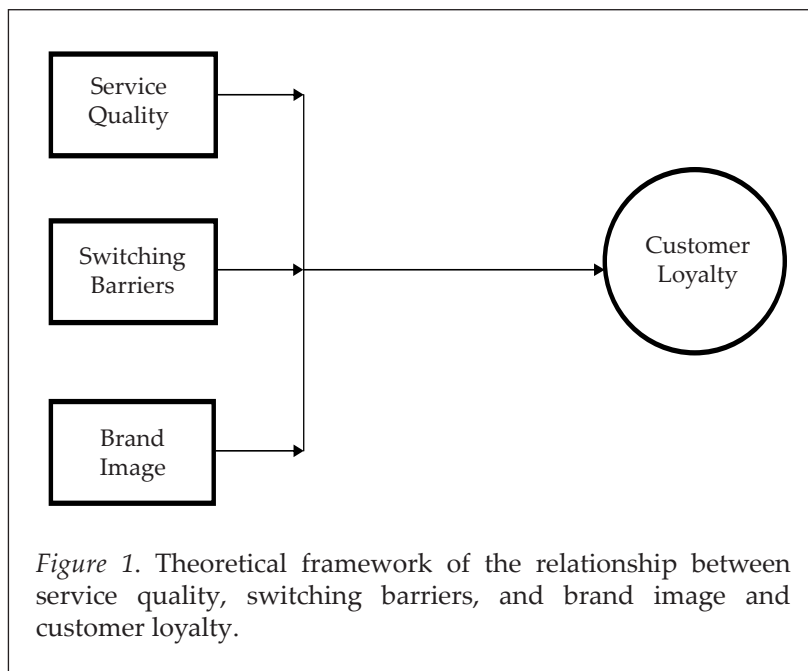 Service
Quality
Switching
Barriers
Customer
Loyalty
Brand
Image
Figure 1. Theoretical framework of the relationship between
service quality, switching barriers, and brand image and
customer loyalty.